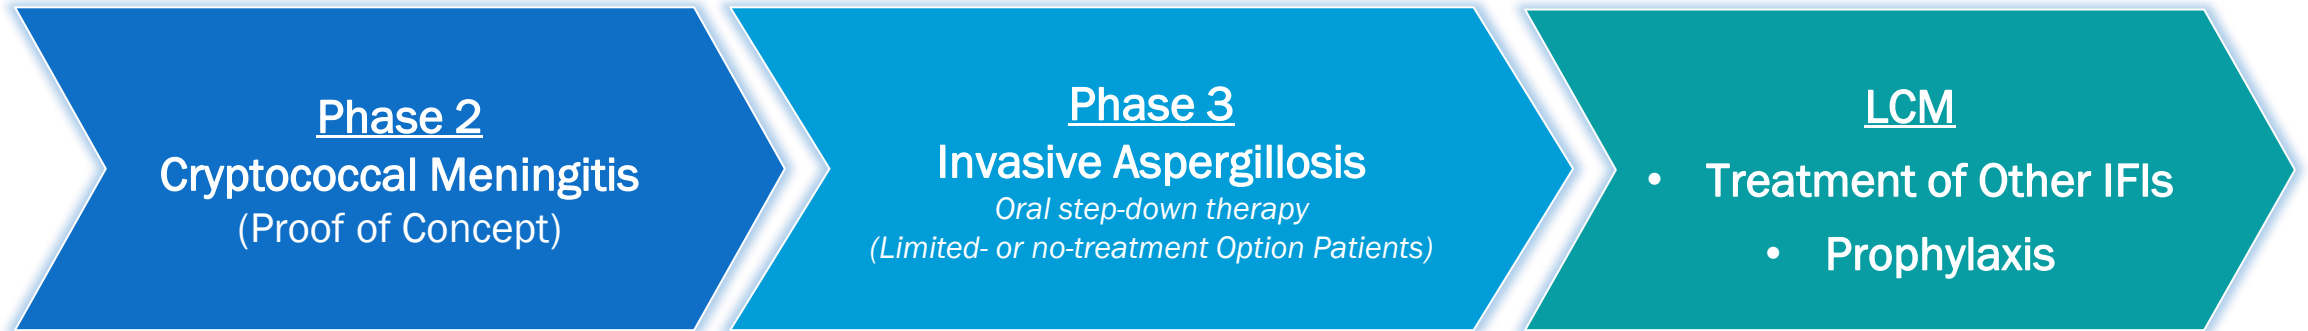 Phase 2
Cryptococcal Meningitis
(Proof of Concept)
Phase 3
Invasive Aspergillosis
Oral step-down therapy
(Limited- or no-treatment Option Patients)
LCM
• Treatment of Other IFIs
• Prophylaxis